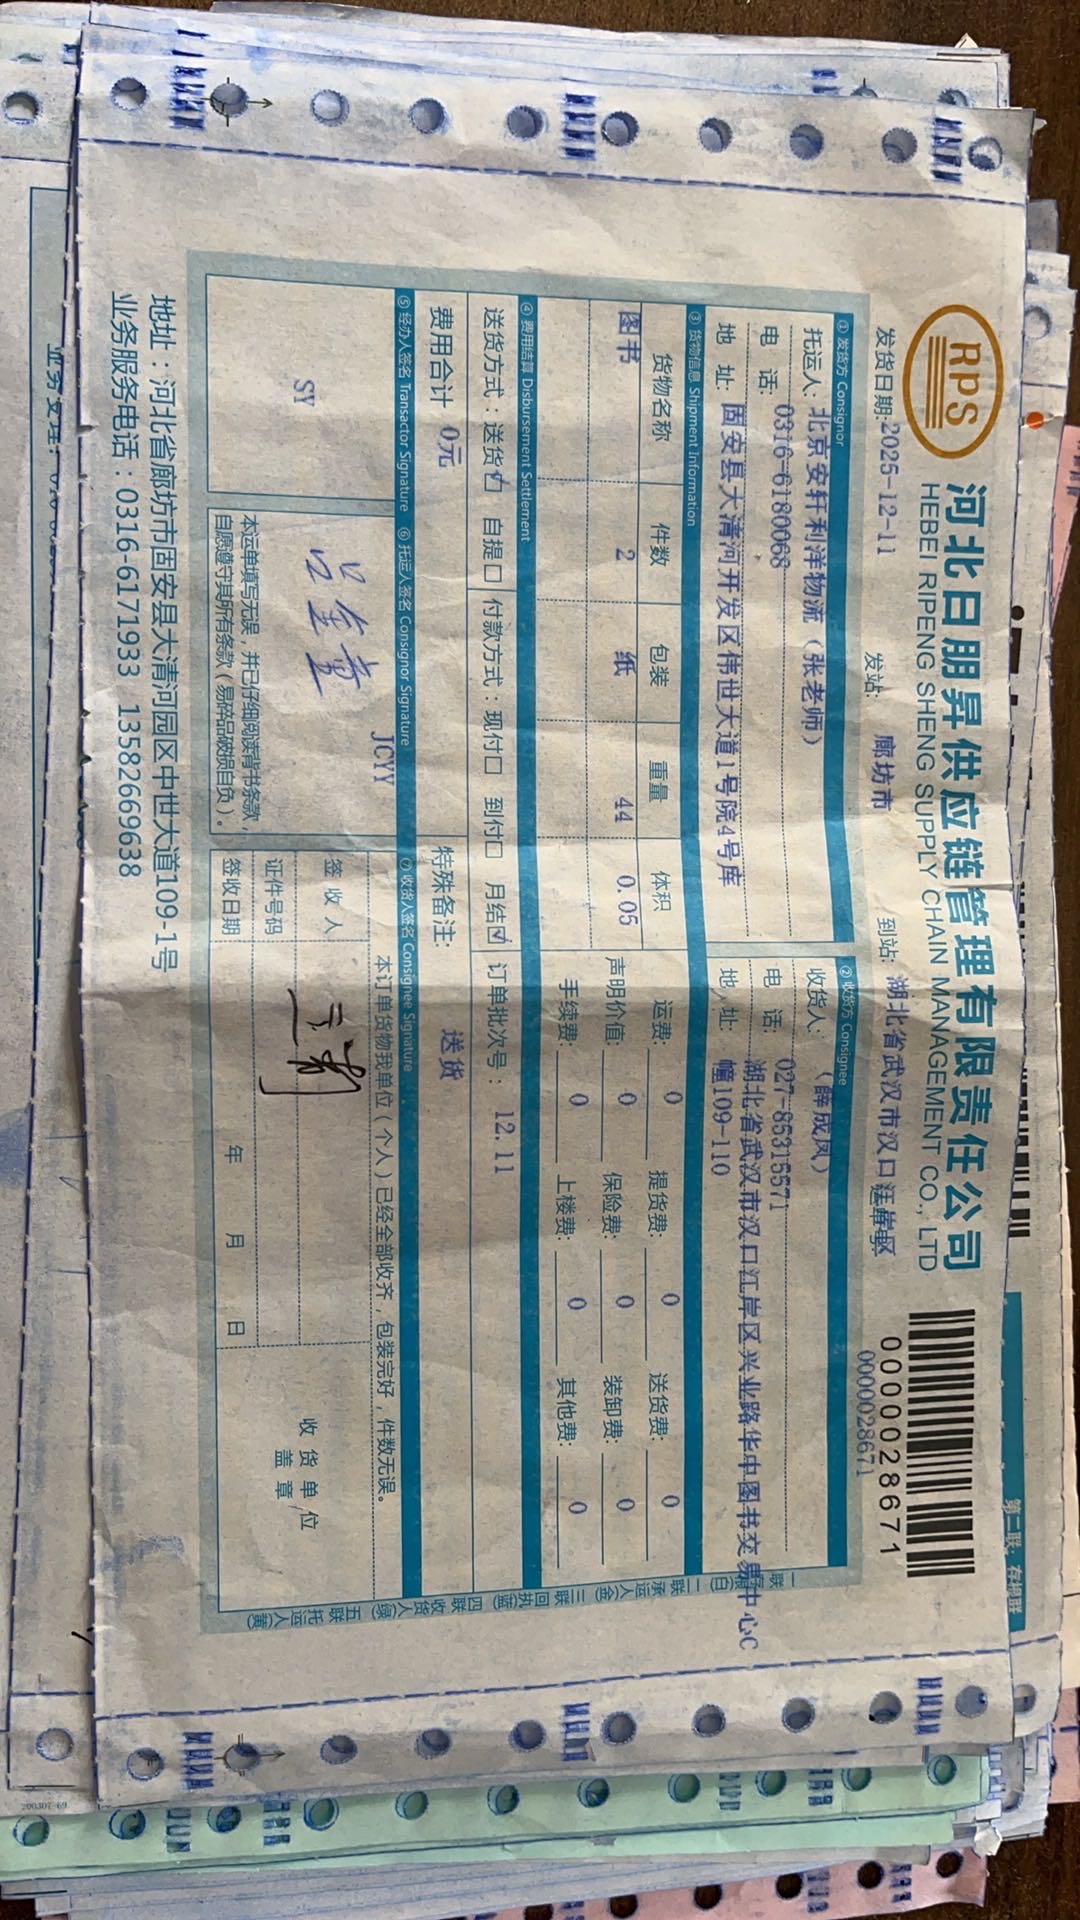 RPS
河北日朋昇供应链管理有限责任公司
HEBEI RIPENG SHENG SUPPLY CHAIN MANAGEMENT CO., LTD
0000028671
0000028671
第二联：存根联
发货日期:2025-12-11 发站: 廊坊市 到站: 湖北省武汉市汉口江岸区
①发货方 Consignor
托运人: 北京安轩利洋物流（张老师）
电 话: 0316-6180068
地 址: 固安县大清河开发区伟世大道1号院4号库
②收货方 Consignee
收货人: （薛成凤）
电 话: 027-85315571
地 址: 湖北省武汉市汉口江岸区兴业路华中图书交易中心C
幢109-110
③货物信息 Shipment Information
货物名称 件数 包装 重量 体积
图书 2 纸 44 0.05
运费: 0 提货费: 0 送货费: 0
声明价值: 0 保险费: 0 装卸费: 0
手续费: 0 上楼费: 0 其他费: 0
④费用结算 Disbursement Settlement
送货方式：送货☑ 自提□ 付款方式：现付□ 到付□ 月结☑ 订单批次号：12.11
费用合计 0元 特殊备注: 送货
⑤经办人签名 Transactor Signature ⑥托运人签名 Consignor Signature ⑦收货人签名 Consignee Signature
SY
JCYY
本运单填写无误，并已仔细阅读背书条款，
自愿遵守其所有条款（易碎品破损自负）。
本订单货物我单位（个人）已经全部收齐，包装完好，件数无误。
签 收 人
证件号码
签收日期 年 月 日
收货单位
盖章
地址：河北省廊坊市固安县大清河园区中世大道109-1号
业务服务电话：0316-6171933 13582669638